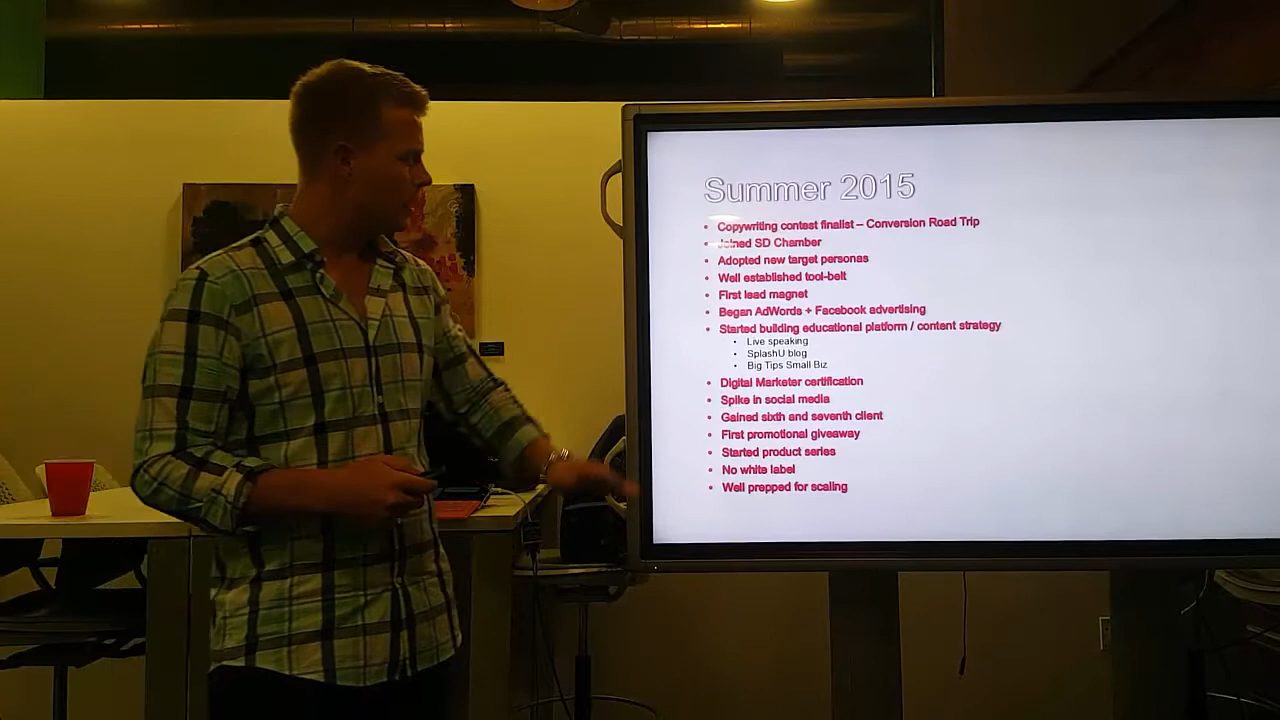 Summer 2015
• Copywriting contest finalist – Conversion Road Trip
• Joined SD Chamber
• Adopted new target personas
• Well established tool-belt
• First lead magnet
• Began AdWords + Facebook advertising
• Started building educational platform / content strategy
• Live speaking
• SplashU blog
• Big Tips Small Biz
• Digital Marketer certification
• Spike in social media
• Gained sixth and seventh client
• First promotional giveaway
• Started product series
• No white label
• Well prepped for scaling